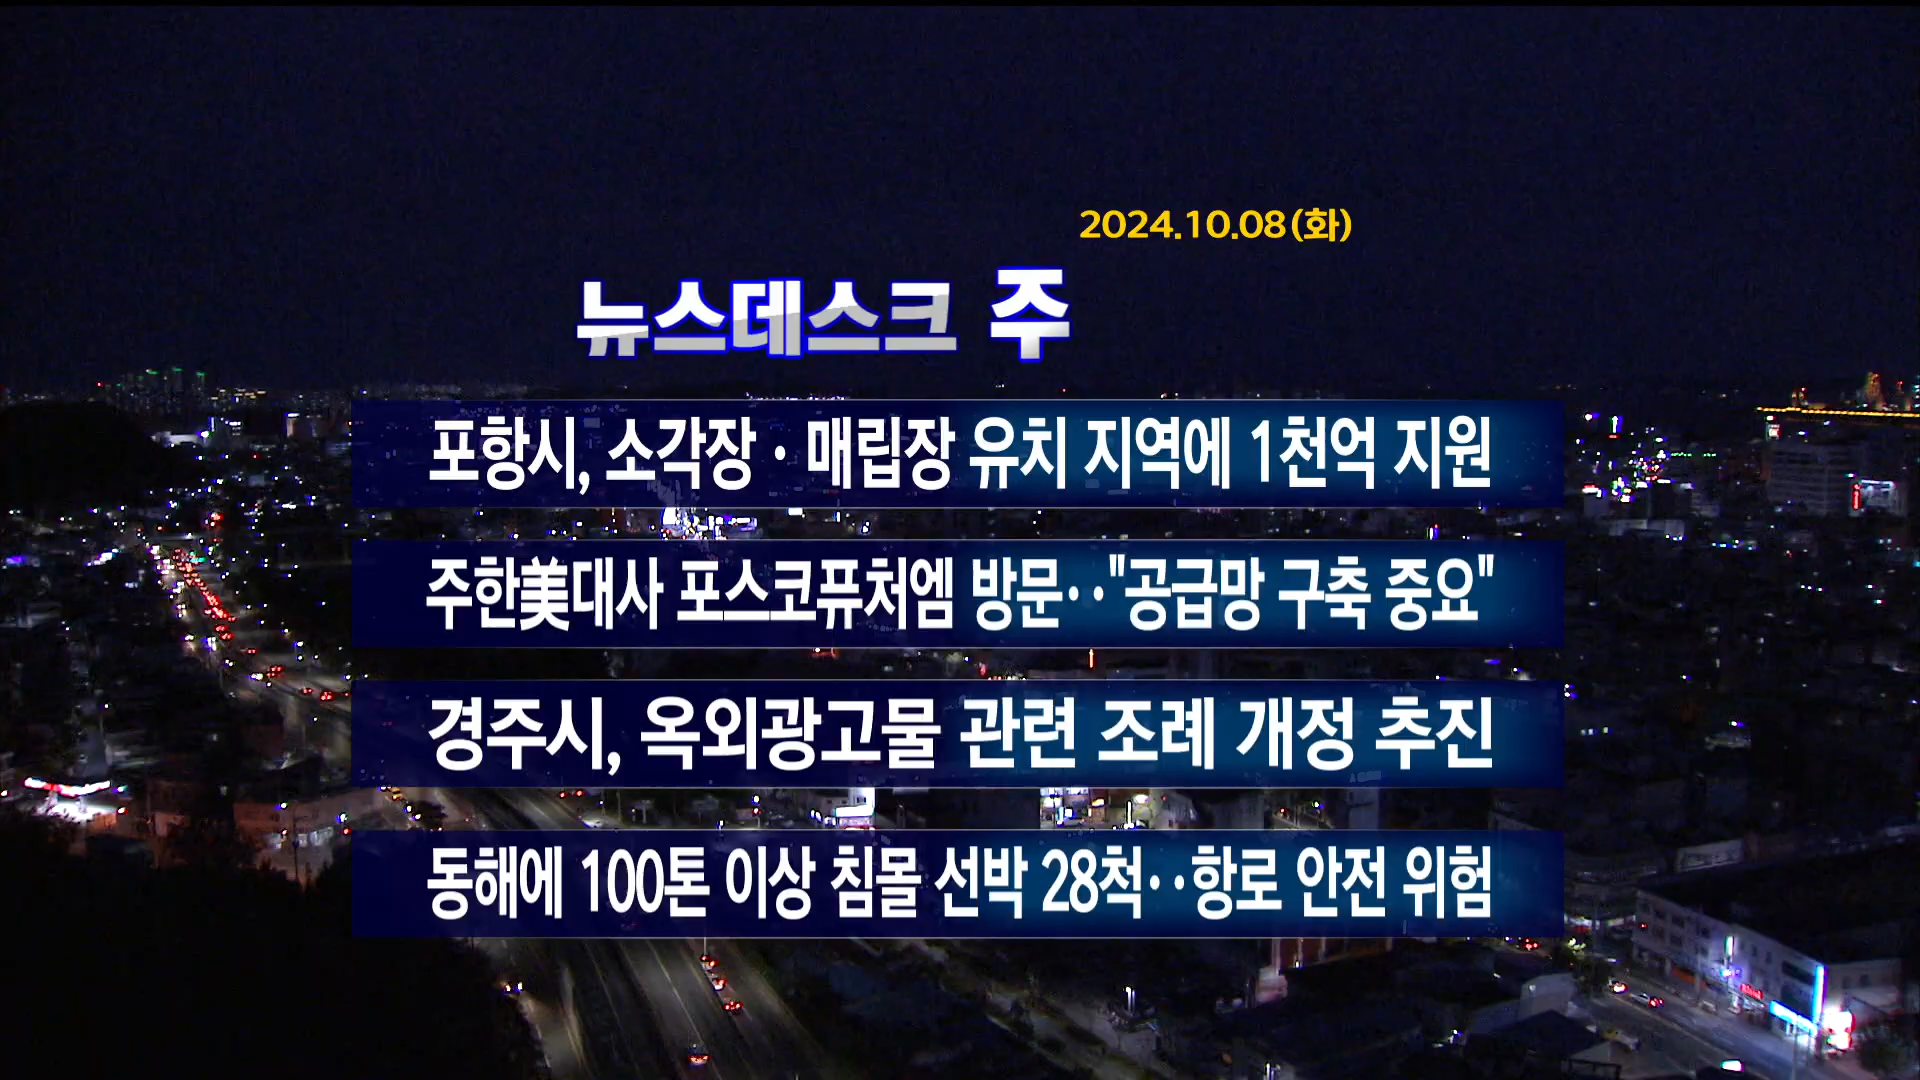 2024.10.08(화)
뉴스데스크 주
포항시, 소각장·매립장 유치 지역에 1천억 지원
주한美대사 포스코퓨처엠 방문··"공급망 구축 중요"
경주시, 옥외광고물 관련 조례 개정 추진
동해에 100톤 이상 침몰 선박 28척··항로 안전 위험